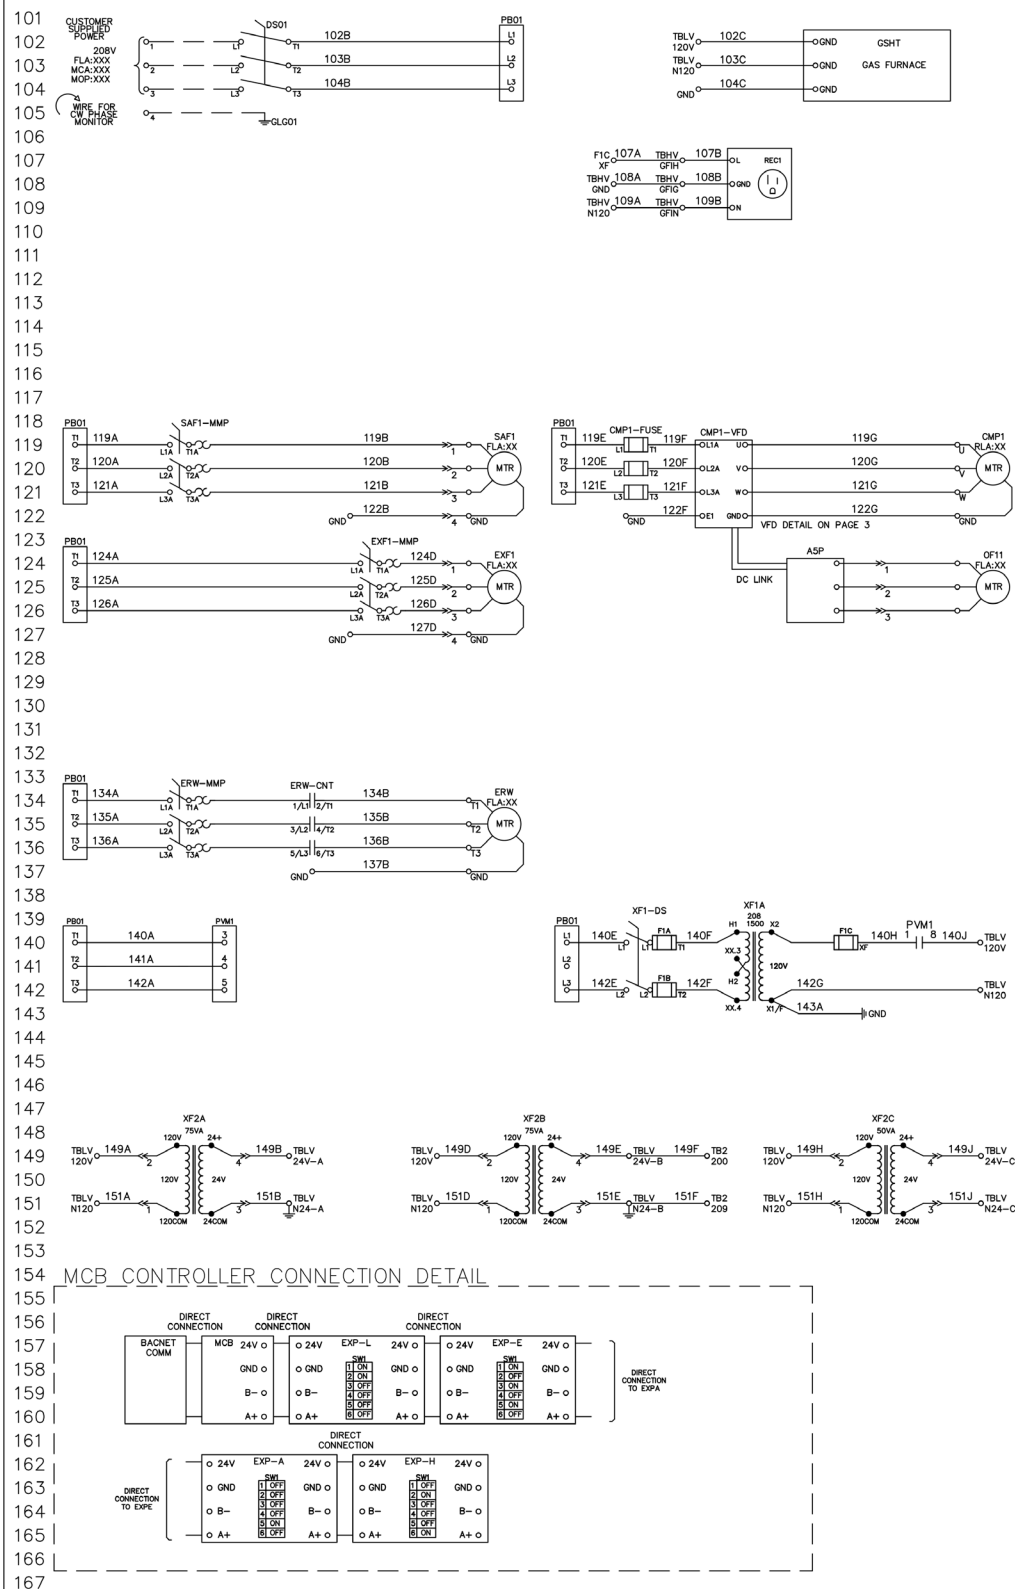 101
CUSTOMER
SUPPLIED
POWER
DS01
PB01
102
1
L1
T1
102B
L1
TBLV
120V
102C
GND
GSHT
208V
FLA:XXX
MCA:XXX
MOP:XXX
103
2
L2
T2
103B
L2
TBLV
N120
103C
GND
GAS FURNACE
104
3
L3
T3
104B
L3
GND
104C
GND
105
WIRE FOR
CW PHASE
MONITOR
4
GLG01
106
107
F1C
XF
107A
TBHV
GFIH
107B
L
REC1
108
TBHV
GND
108A
TBHV
GFIG
108B
GND
109
TBHV
N120
109A
TBHV
GFIN
109B
N
110
111
112
113
114
115
116
117
118
PB01
SAF1-MMP
PB01
CMP1-FUSE
CMP1-VFD
119
T1
119A
L1A
T1A
119B
1
SAF1
FLA:XX
T1
119E
L1
T1
119F
L1A
U
119G
U
CMP1
RLA:XX
120
T2
120A
L2A
T2A
120B
2
MTR
T2
120E
L2
T2
120F
L2A
V
120G
V
MTR
121
T3
121A
L3A
T3A
121B
3
T3
121E
L3
T3
121F
L3A
W
121G
W
122
GND
122B
4
GND
GND
122F
E1
GND
122G
GND
VFD DETAIL ON PAGE 3
123
PB01
EXF1-MMP
124
T1
124A
L1A
T1A
124D
1
EXF1
FLA:XX
A5P
1
OF11
FLA:XX
125
T2
125A
L2A
T2A
125D
2
MTR
DC LINK
2
MTR
126
T3
126A
L3A
T3A
126D
3
3
127
GND
127D
4
GND
128
129
130
131
132
133
PB01
ERW-MMP
ERW-CNT
134
T1
134A
L1A
T1A
1/L1
2/T1
134B
T1
ERW
FLA:XX
135
T2
135A
L2A
T2A
3/L2
4/T2
135B
T2
MTR
136
T3
136A
L3A
T3A
5/L3
6/T3
136B
T3
137
GND
137B
GND
138
139
PB01
PVM1
PB01
XF1-DS
XF1A
208
1500
H1
X2
140
T1
140A
3
L1
140E
L1
L1
F1A
T1
140F
F1C
XF
140H
PVM1
1
8
140J
TBLV
120V
141
T2
141A
4
L2
XX.3
H2
120V
142
T3
142A
5
L3
142E
L2
L2
F1B
T2
142F
142G
TBLV
N120
143
XX.4
X1/F
143A
GND
144
145
146
147
148
XF2A
75VA
120V
24+
XF2B
75VA
120V
24+
XF2C
50VA
120V
24+
149
TBLV
120V
149A
2
4
149B
TBLV
24V-A
TBLV
120V
149D
2
4
149E
TBLV
24V-B
149F
TB2
200
TBLV
120V
149H
2
4
149J
TBLV
24V-C
150
120V
24V
120V
24V
120V
24V
151
TBLV
N120
151A
1
3
151B
TBLV
N24-A
TBLV
N120
151D
1
3
151E
TBLV
N24-B
151F
TB2
209
TBLV
N120
151H
1
3
151J
TBLV
N24-C
152
120COM
24COM
120COM
24COM
120COM
24COM
153
154
MCB CONTROLLER CONNECTION DETAIL
155
156
DIRECT
CONNECTION
DIRECT
CONNECTION
DIRECT
CONNECTION
157
BACNET
COMM
MCB
24V
24V
EXP-L
24V
24V
EXP-E
24V
158
GND
GND
GND
GND
GND
159
B-
B-
B-
B-
B-
160
A+
A+
A+
A+
A+
SW1
1 ON
2 ON
3 OFF
4 OFF
5 ON
6 OFF
SW1
1 ON
2 OFF
3 ON
4 OFF
5 ON
6 OFF
DIRECT
CONNECTION
TO EXPA
161
DIRECT
CONNECTION
162
24V
EXP-A
24V
24V
EXP-H
24V
163
GND
GND
GND
GND
164
DIRECT
CONNECTION
TO EXPE
B-
B-
B-
B-
165
A+
A+
A+
A+
SW1
1 OFF
2 ON
3 OFF
4 OFF
5 ON
6 OFF
SW1
1 OFF
2 ON
3 OFF
4 OFF
5 OFF
6 ON
166
167